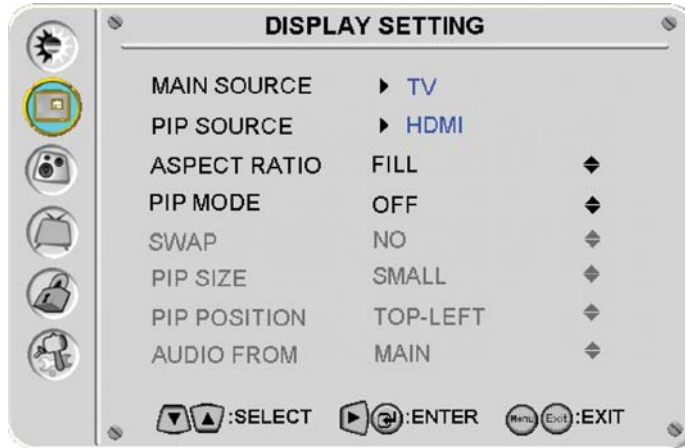 DISPLAY SETTING
MAIN SOURCE TV
PIP SOURCE HDMI
ASPECT RATIO FILL
PIP MODE OFF
SWAP NO
PIP SIZE SMALL
PIP POSITION TOP-LEFT
AUDIO FROM MAIN
:SELECT :ENTER Menu Exit :EXIT